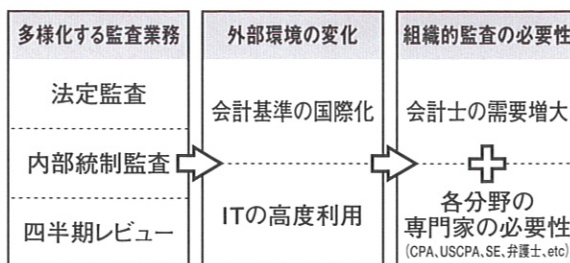 多様化する監査業務
法定監査
内部統制監査
四半期レビュー
外部環境の変化
会計基準の国際化
ITの高度利用
組織的監査の必要性
会計士の需要増大
各分野の
専門家の必要性
(CPA、USCPA、SE、弁護士、etc)